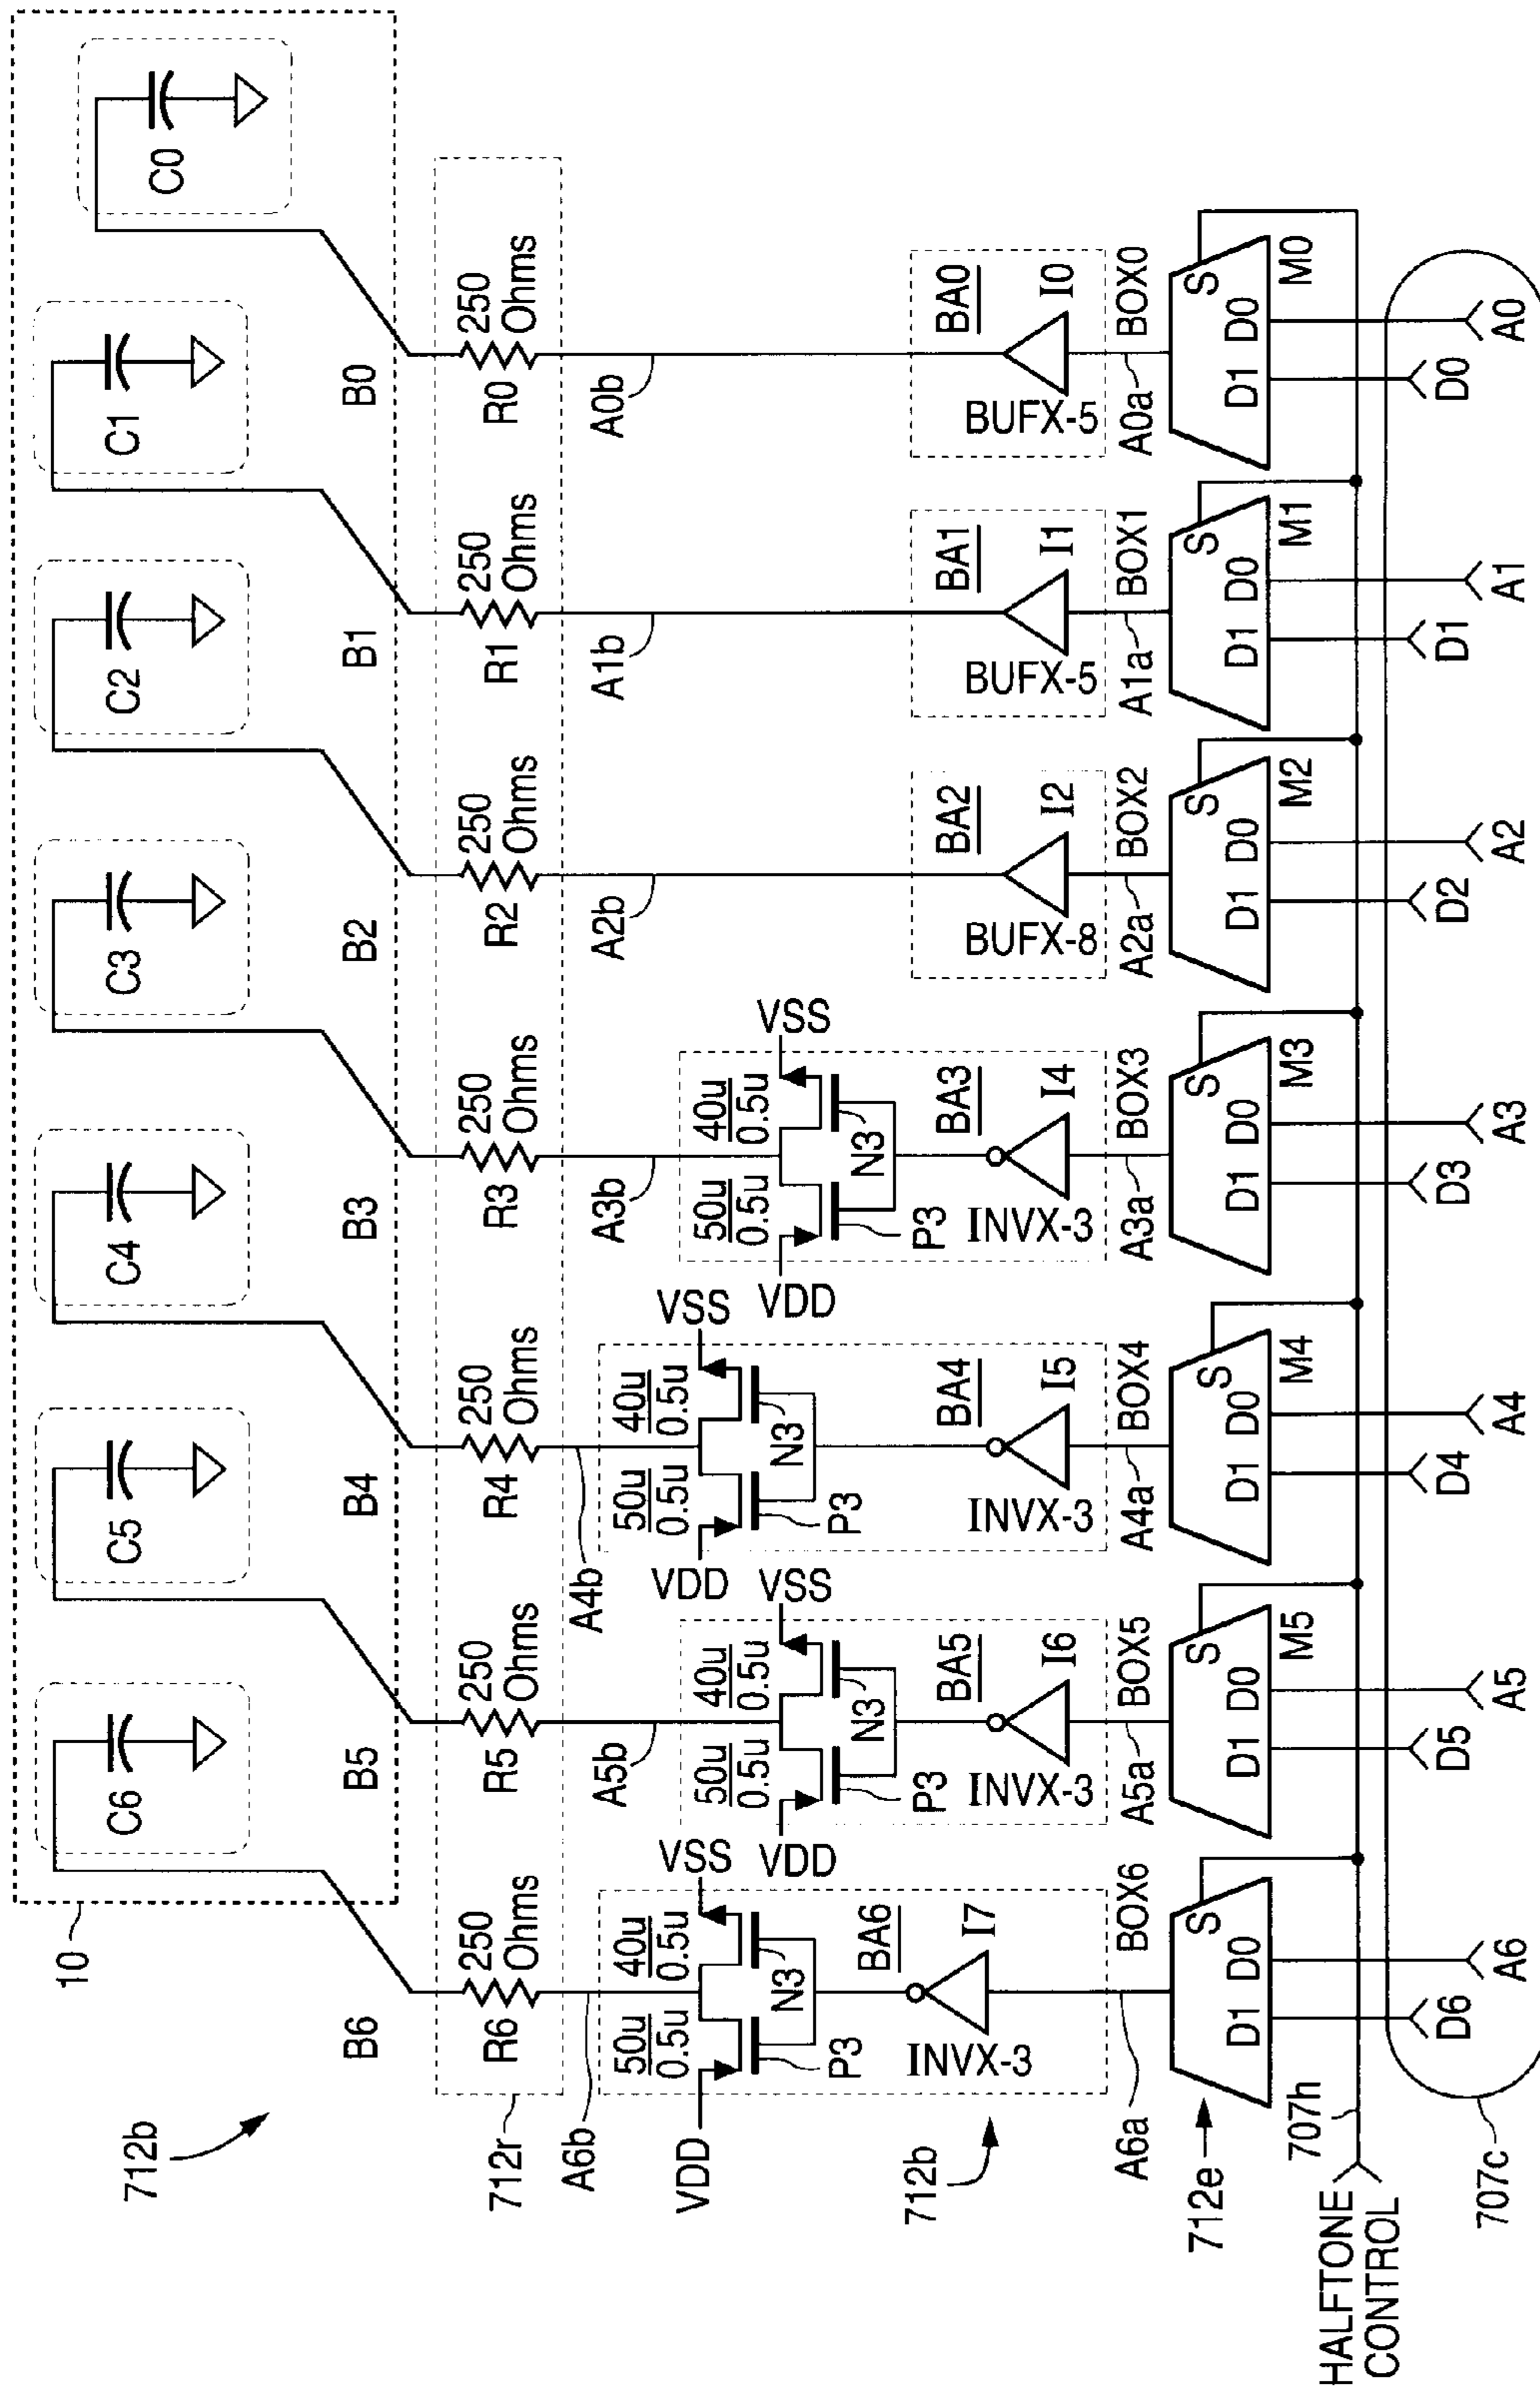 712b
10
C6
C5
C4
C3
C2
C1
C0
B6
B5
B4
B3
B2
B1
B0
712r
R6
250
Ohms
R5
250
Ohms
R4
250
Ohms
R3
250
Ohms
R2
250
Ohms
R1
250
Ohms
R0
250
Ohms
A6b
A5b
A4b
A3b
A2b
A1b
A0b
VDD
50u
0.5u
40u
0.5u
VSS
P3
N3
VDD
50u
0.5u
40u
0.5u
VSS
P3
N3
VDD
50u
0.5u
40u
0.5u
VSS
P3
N3
VDD
50u
0.5u
40u
0.5u
VSS
P3
N3
712b
INVX-3
BA6
I7
INVX-3
BA5
I6
INVX-3
BA4
I5
INVX-3
BA3
I4
BUFX-8
BA2
I2
BUFX-5
BA1
I1
BUFX-5
BA0
I0
A6a
BOX6
A5a
BOX5
A4a
BOX4
A3a
BOX3
A2a
BOX2
A1a
BOX1
A0a
BOX0
712e
D1
D0
S
D1
D0
S
M5
D1
D0
S
M4
D1
D0
S
M3
D1
D0
S
M2
D1
D0
S
M1
D1
D0
S
M0
707h
HALFTONE
CONTROL
707c
D6
A6
D5
A5
D4
A4
D3
A3
D2
A2
D1
A1
D0
A0